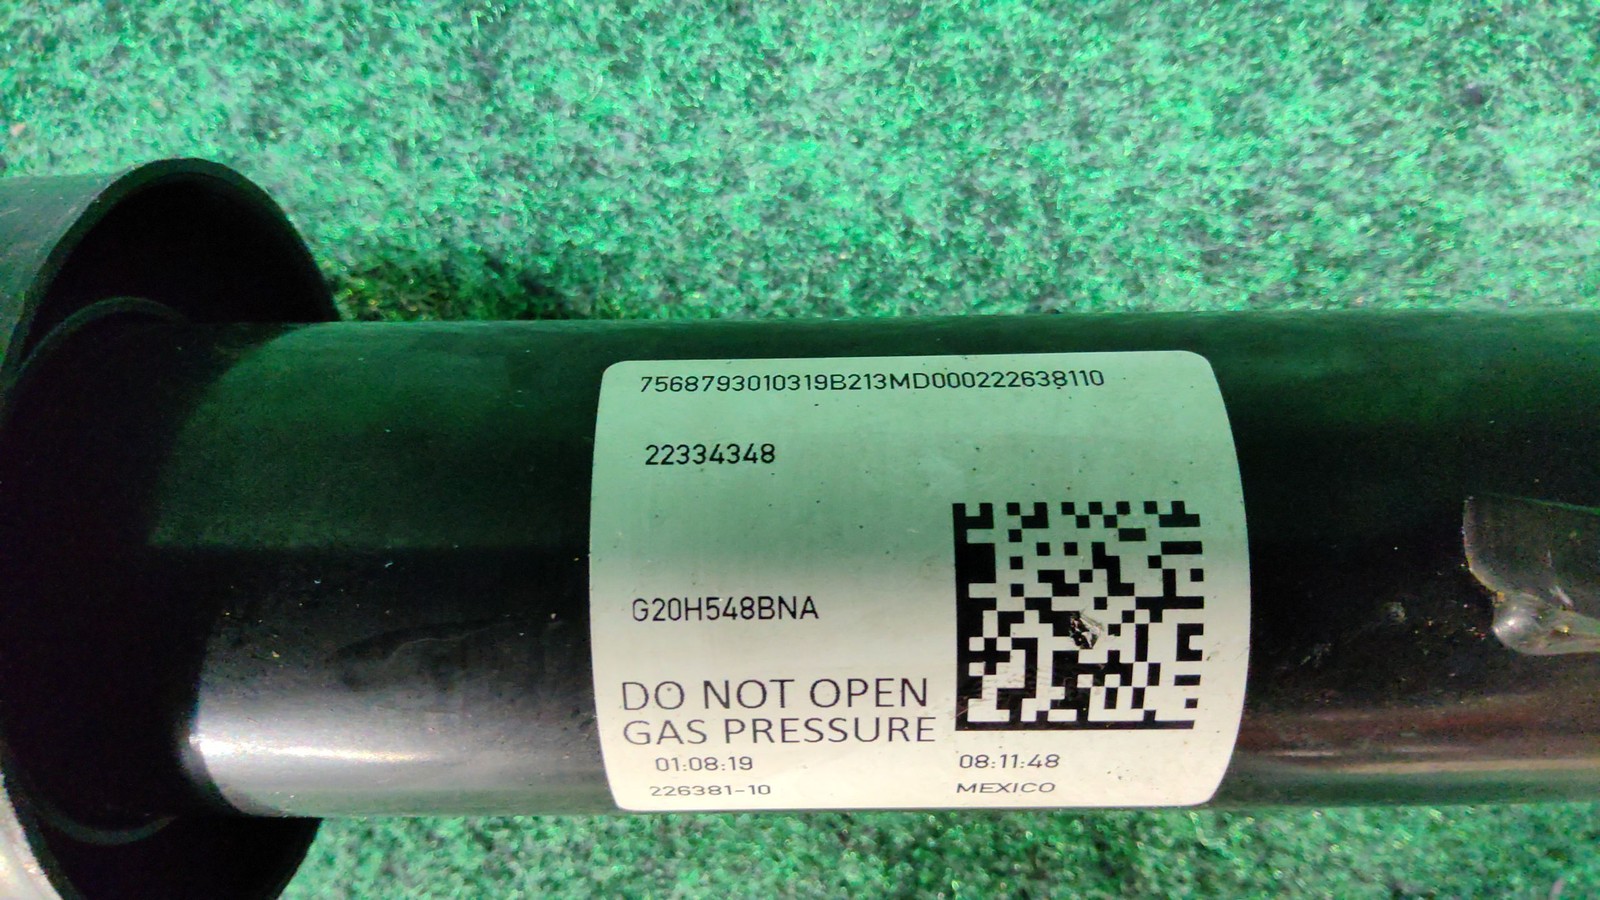 7568793010319B213MD000222638110
22334348
G20H548BNA
DO NOT OPEN
GAS PRESSURE
01:08:19 08:11:48
226381-10 MEXICO